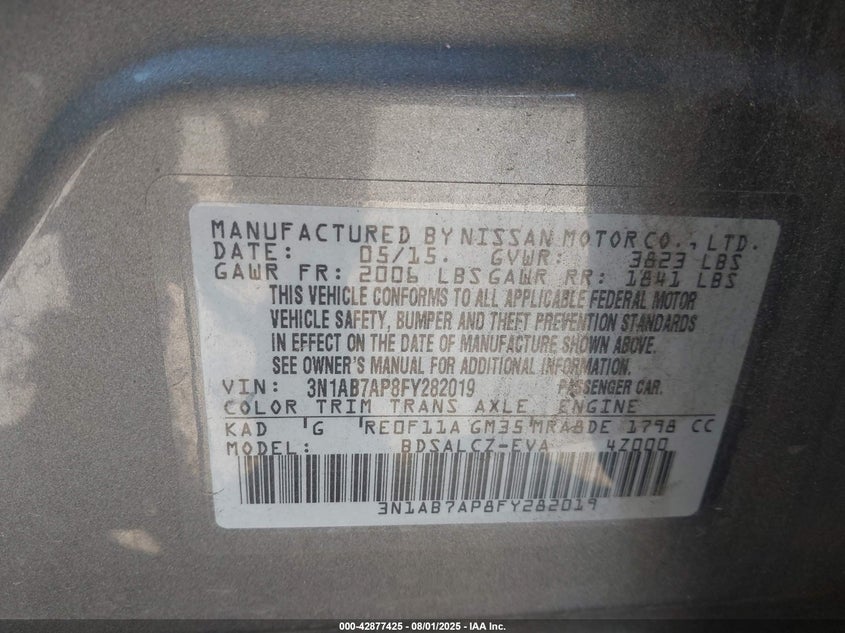 MANUFACTURED BY NISSAN MOTOR CO., LTD.
DATE: 05/15. GVWR: 3823 LBS
GAWR FR: 2006 LBS GAWR RR: 1841 LBS
THIS VEHICLE CONFORMS TO ALL APPLICABLE FEDERAL MOTOR
VEHICLE SAFETY, BUMPER AND THEFT PREVENTION STANDARDS
IN EFFECT ON THE DATE OF MANUFACTURE SHOWN ABOVE.
SEE OWNER'S MANUAL FOR ADDITIONAL INFORMATION.
VIN: 3N1AB7AP8FY282019 PASSENGER CAR.
COLOR TRIM TRANS AXLE ENGINE
KAD G RE0F11A GM35 MRA8DE 1798 CC
MODEL: BDSALCZ-EVA 4Z000
3N1AB7AP8FY282019
000-42877425 - 08/01/2025 - IAA Inc.